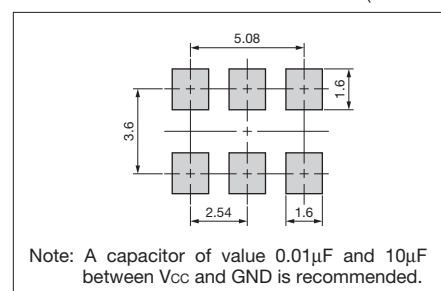 5.08
1.6
3.6
2.54
1.6
Note: A capacitor of value 0.01μF and 10μF
between Vcc and GND is recommended.